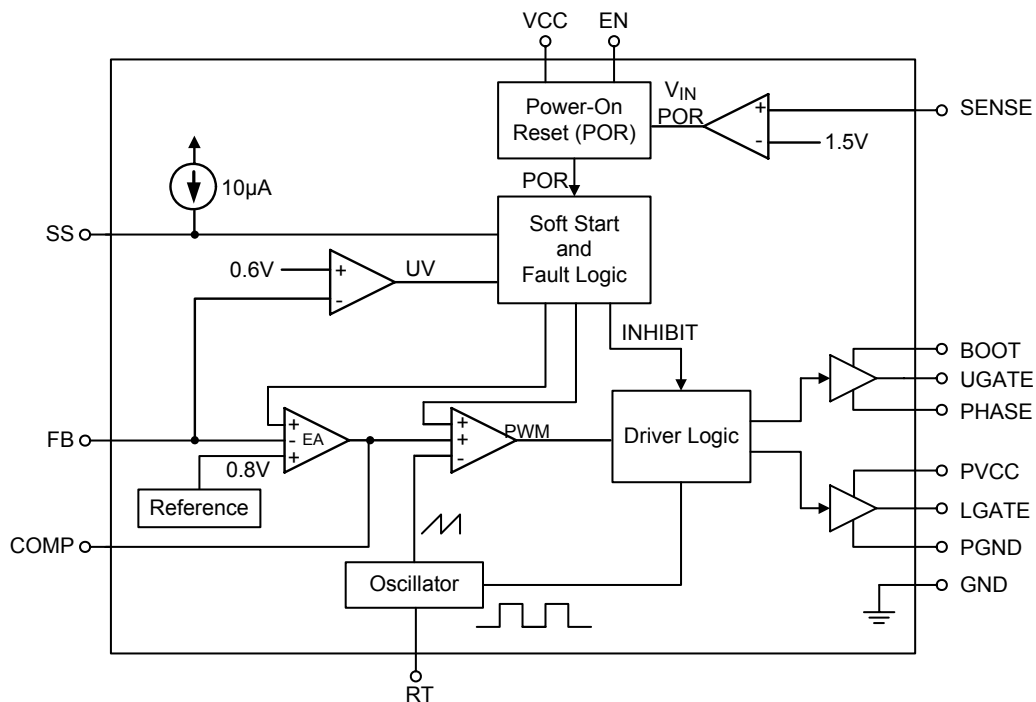 VCC
EN
Power-On
Reset (POR)
VIN
POR
+
-
1.5V
SENSE
10µA
POR
SS
Soft Start
and
Fault Logic
0.6V
+
-
UV
INHIBIT
BOOT
UGATE
PHASE
FB
+
-
+
EA
0.8V
Reference
+
+
-
PWM
Driver Logic
PVCC
LGATE
PGND
GND
COMP
Oscillator
RT